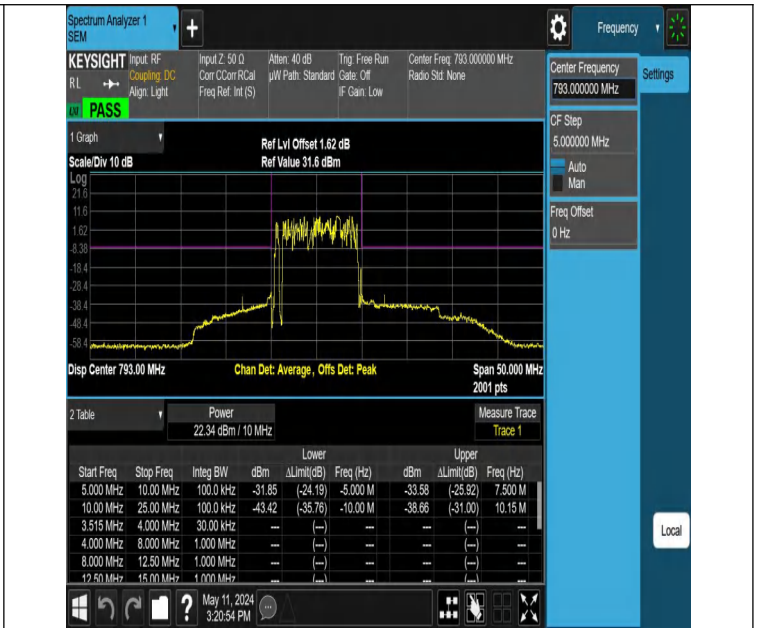 Spectrum Analyzer 1
SEM
+
Frequency
KEYSIGHT
RL
LXI
PASS
Input: RF
Coupling: DC
Align: Light
Input Z: 50 Ω
Corr CCorr RCal
Freq Ref: Int (S)
Atten: 40 dB
µW Path: Standard
Trig: Free Run
Gate: Off
IF Gain: Low
Center Freq: 793.000000 MHz
Radio Std: None
Center Frequency
793.000000 MHz
Settings
CF Step
5.000000 MHz
Auto
Man
Freq Offset
0 Hz
1 Graph
Scale/Div 10 dB
Ref Lvl Offset 1.62 dB
Ref Value 31.6 dBm
Log
21.6
11.6
1.62
-8.38
-18.4
-28.4
-38.4
-48.4
-58.4
Disp Center 793.00 MHz
Chan Det: Average , Offs Det: Peak
Span 50.000 MHz
2001 pts
2 Table
Power
22.34 dBm / 10 MHz
Measure Trace
Trace 1
Lower Upper
Start Freq Stop Freq Integ BW dBm ΔLimit(dB) Freq (Hz) dBm ΔLimit(dB) Freq (Hz)
5.000 MHz 10.00 MHz 100.0 kHz -31.85 (-24.19) -5.000 M -33.58 (-25.92) 7.500 M
10.00 MHz 25.00 MHz 100.0 kHz -43.42 (-35.76) -10.00 M -38.66 (-31.00) 10.15 M
3.515 MHz 4.000 MHz 30.00 kHz --- (---) --- --- (---) ---
4.000 MHz 8.000 MHz 1.000 MHz --- (---) --- --- (---) ---
8.000 MHz 12.50 MHz 1.000 MHz --- (---) --- --- (---) ---
12.50 MHz 15.00 MHz 1.000 MHz --- (---) --- --- (---) ---
Local
?
May 11, 2024
3:20:54 PM